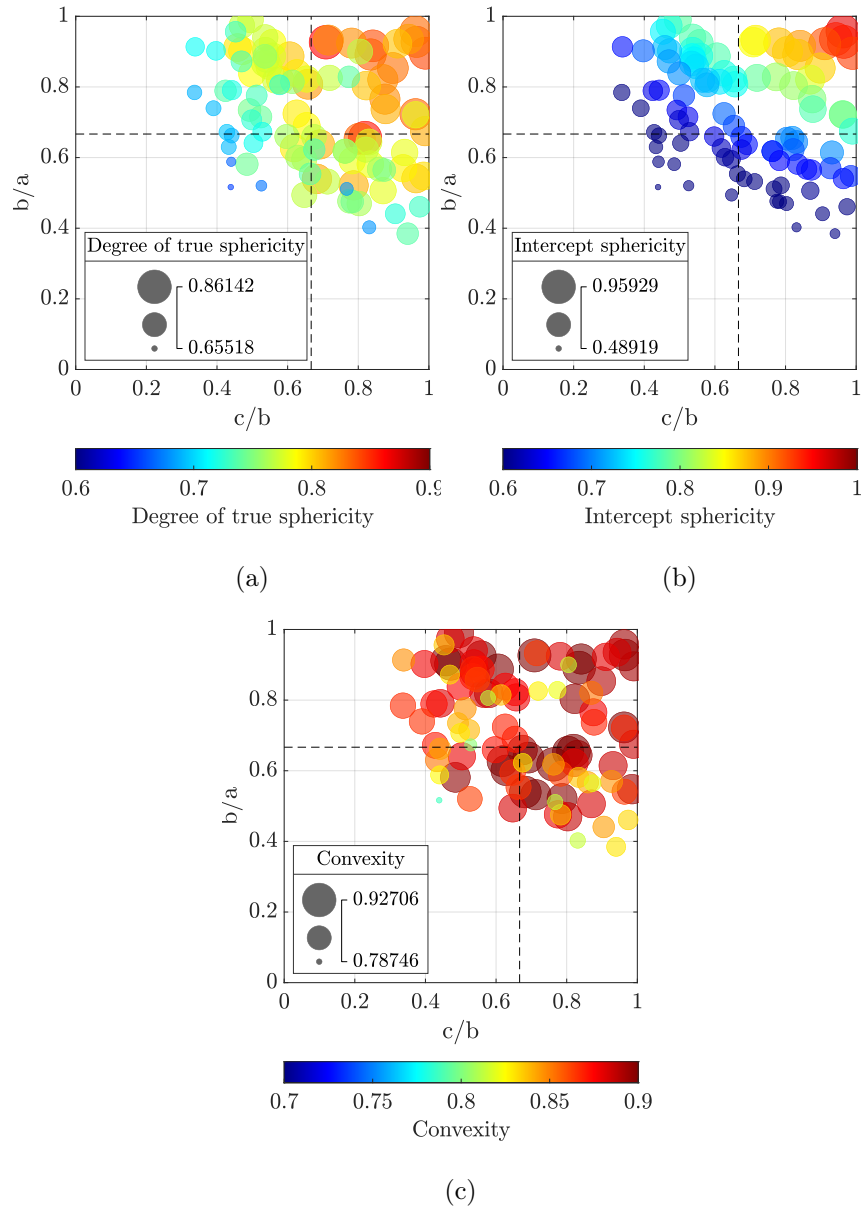 1
0.8
0.6
0.4
0.2
0
b/a
Degree of true sphericity
0.86142
0.65518
0 0.2 0.4 0.6 0.8 1
c/b
0.6 0.7 0.8 0.9
Degree of true sphericity
(a)
1
0.8
0.6
0.4
0.2
0
b/a
Intercept sphericity
0.95929
0.48919
0 0.2 0.4 0.6 0.8 1
c/b
0.6 0.7 0.8 0.9 1
Intercept sphericity
(b)
1
0.8
0.6
0.4
0.2
0
b/a
Convexity
0.92706
0.78746
0 0.2 0.4 0.6 0.8 1
c/b
0.7 0.75 0.8 0.85 0.9
Convexity
(c)